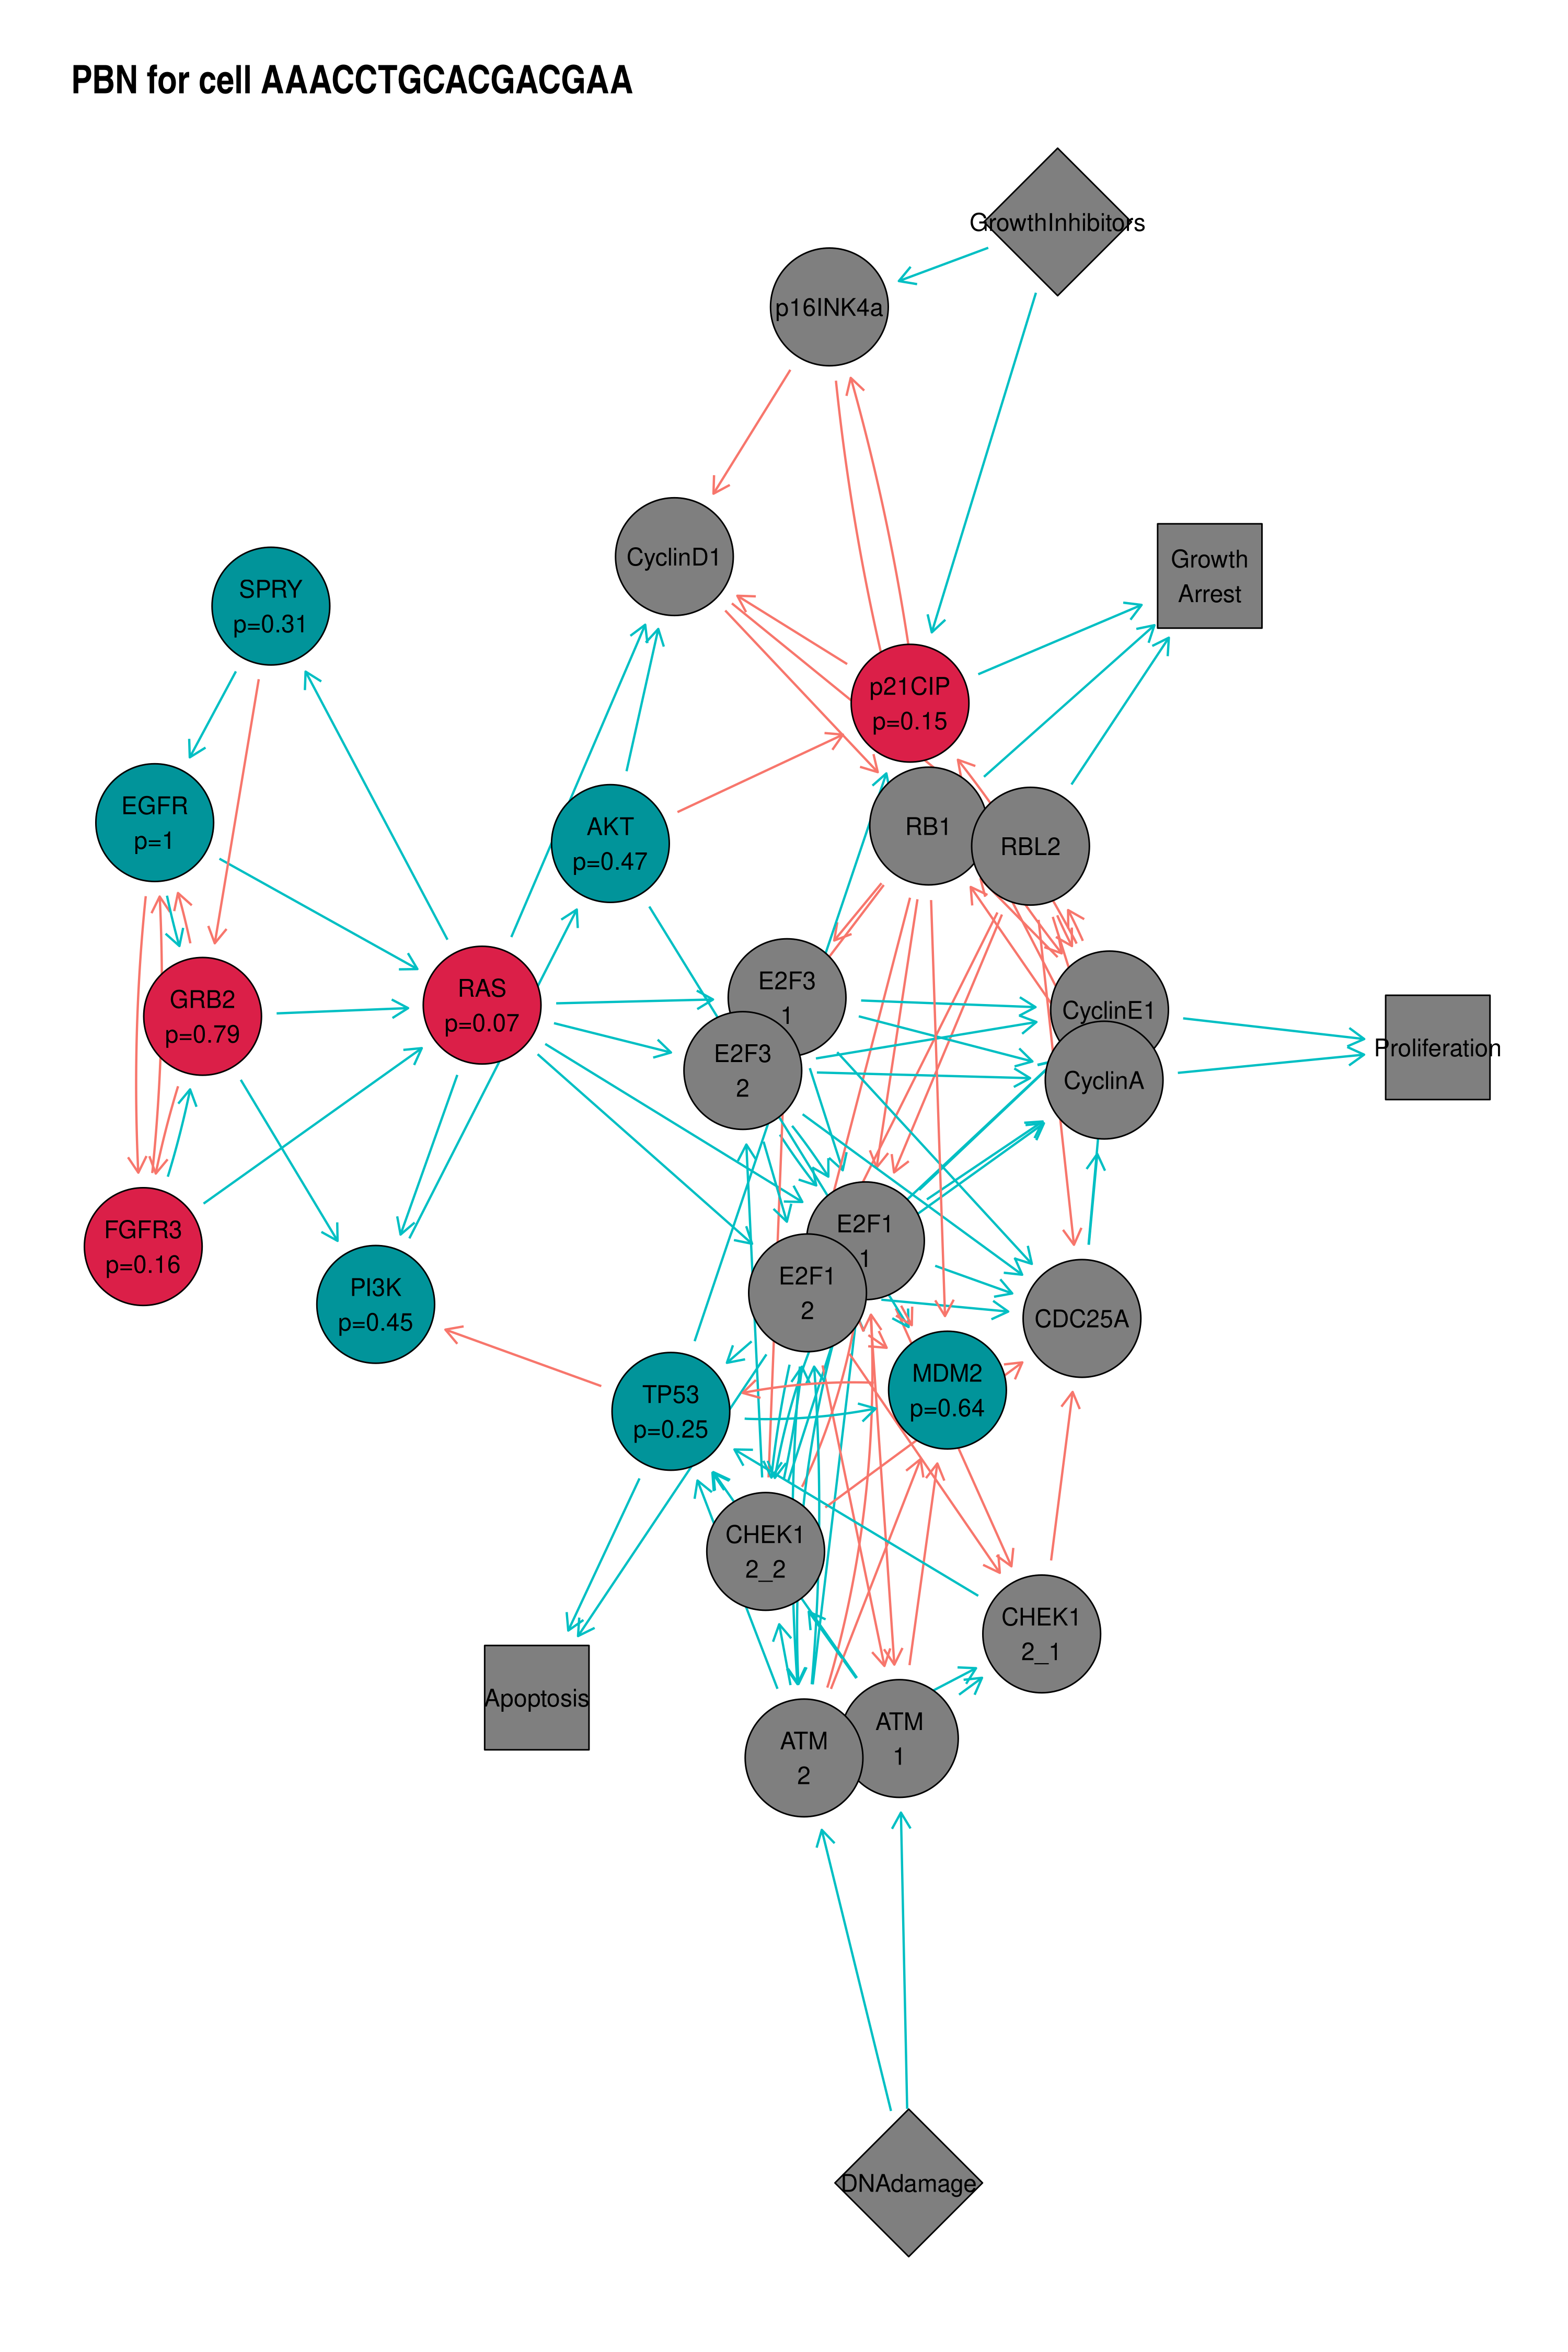 PBN for cell AAACCTGCACGACGAA
GrowthInhibitors
p16INK4a
CyclinD1
Growth
Arrest
SPRY
p=0.31
p21CIP
p=0.15
EGFR
p=1
AKT
p=0.47
RB1
RBL2
GRB2
p=0.79
RAS
p=0.07
E2F3
1
CyclinE1
Proliferation
E2F3
2
CyclinA
FGFR3
p=0.16
E2F1
1
PI3K
p=0.45
E2F1
2
CDC25A
TP53
p=0.25
MDM2
p=0.64
CHEK1
2_2
CHEK1
2_1
Apoptosis
ATM
1
ATM
2
DNAdamage